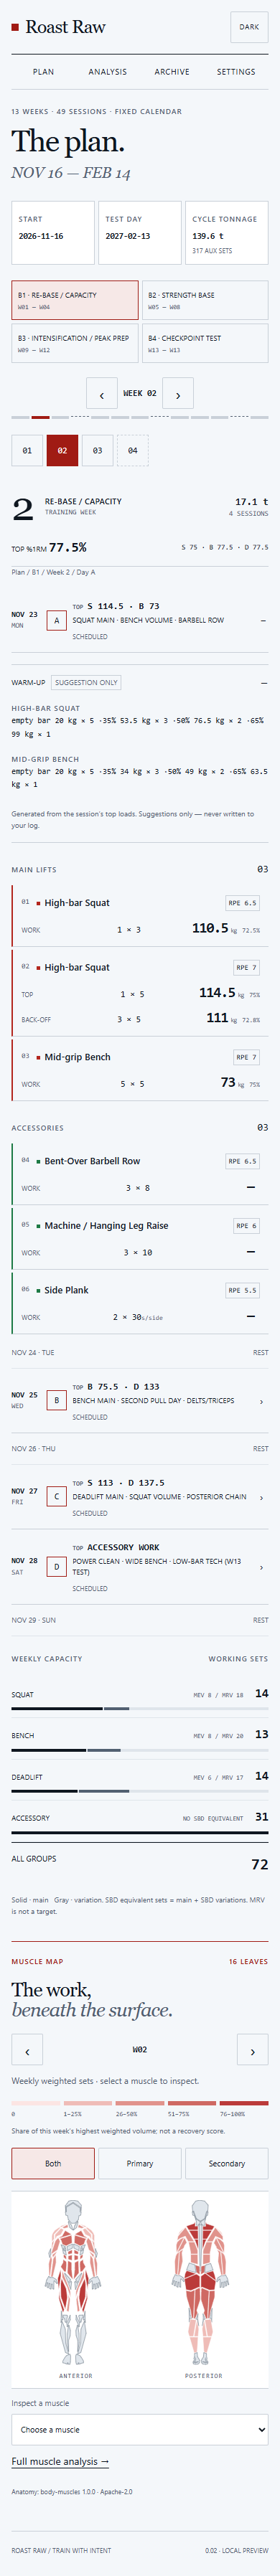 Roast Raw
DARK
PLAN ANALYSIS ARCHIVE SETTINGS
13 WEEKS · 49 SESSIONS · FIXED CALENDAR
The plan.
NOV 16 — FEB 14
START TEST DAY CYCLE TONNAGE
2026-11-16 2027-02-13 139.6 t
317 AUX SETS
B1 · RE-BASE / CAPACITY
W01 — W04
B2 · STRENGTH BASE
W05 — W08
B3 · INTENSIFICATION / PEAK PREP
W09 — W12
B4 · CHECKPOINT TEST
W13 — W13
‹ WEEK 02 ›
01 02 03 04
2 RE-BASE / CAPACITY 17.1 t
TRAINING WEEK 4 SESSIONS
TOP %1RM 77.5% S 75 · B 77.5 · D 77.5
Plan / B1 / Week 2 / Day A
NOV 23
MON
A
TOP S 114.5 · B 73
SQUAT MAIN · BENCH VOLUME · BARBELL ROW
SCHEDULED
—
WARM-UP SUGGESTION ONLY —
HIGH-BAR SQUAT
empty bar 20 kg × 5 ·35% 53.5 kg × 3 ·50% 76.5 kg × 2 ·65%
99 kg × 1
MID-GRIP BENCH
empty bar 20 kg × 5 ·35% 34 kg × 3 ·50% 49 kg × 2 ·65% 63.5
kg × 1
Generated from the session's top loads. Suggestions only — never written to
your log.
MAIN LIFTS 03
01 High-bar Squat RPE 6.5
WORK 1 × 3 110.5 kg 72.5%
02 High-bar Squat RPE 7
TOP 1 × 5 114.5 kg 75%
BACK-OFF 3 × 5 111 kg 72.8%
03 Mid-grip Bench RPE 7
WORK 5 × 5 73 kg 75%
ACCESSORIES 03
04 Bent-Over Barbell Row RPE 6.5
WORK 3 × 8 —
05 Machine / Hanging Leg Raise RPE 6
WORK 3 × 10 —
06 Side Plank RPE 5.5
WORK 2 × 30s/side —
NOV 24 · TUE REST
NOV 25
WED
B
TOP B 75.5 · D 133
BENCH MAIN · SECOND PULL DAY · DELTS/TRICEPS
SCHEDULED
›
NOV 26 · THU REST
NOV 27
FRI
C
TOP S 113 · D 137.5
DEADLIFT MAIN · SQUAT VOLUME · POSTERIOR CHAIN
SCHEDULED
›
NOV 28
SAT
D
TOP ACCESSORY WORK
POWER CLEAN · WIDE BENCH · LOW-BAR TECH (W13
TEST)
SCHEDULED
›
NOV 29 · SUN REST
WEEKLY CAPACITY WORKING SETS
SQUAT MEV 8 / MRV 18 14
BENCH MEV 8 / MRV 20 13
DEADLIFT MEV 6 / MRV 17 14
ACCESSORY NO SBD EQUIVALENT 31
ALL GROUPS 72
Solid · main Gray · variation. SBD equivalent sets = main + SBD variations. MRV
is not a target.
MUSCLE MAP 16 LEAVES
The work,
beneath the surface.
‹ W02 ›
Weekly weighted sets · select a muscle to inspect.
0 1–25% 26–50% 51–75% 76–100%
Share of this week's highest weighted volume; not a recovery score.
Both Primary Secondary
ANTERIOR POSTERIOR
Inspect a muscle
Choose a muscle
Full muscle analysis →
Anatomy: body-muscles 1.0.0 · Apache-2.0
ROAST RAW / TRAIN WITH INTENT 0.02 · LOCAL PREVIEW